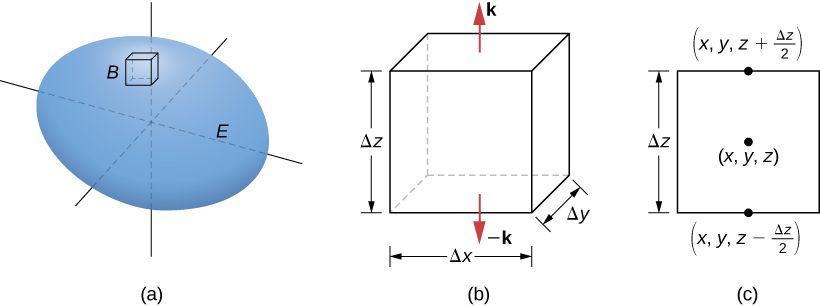 B
E
(a)
k
Δz
Δy
−k
Δx
(b)
(x, y, z + Δz/2)
Δz
(x, y, z)
(x, y, z − Δz/2)
(c)